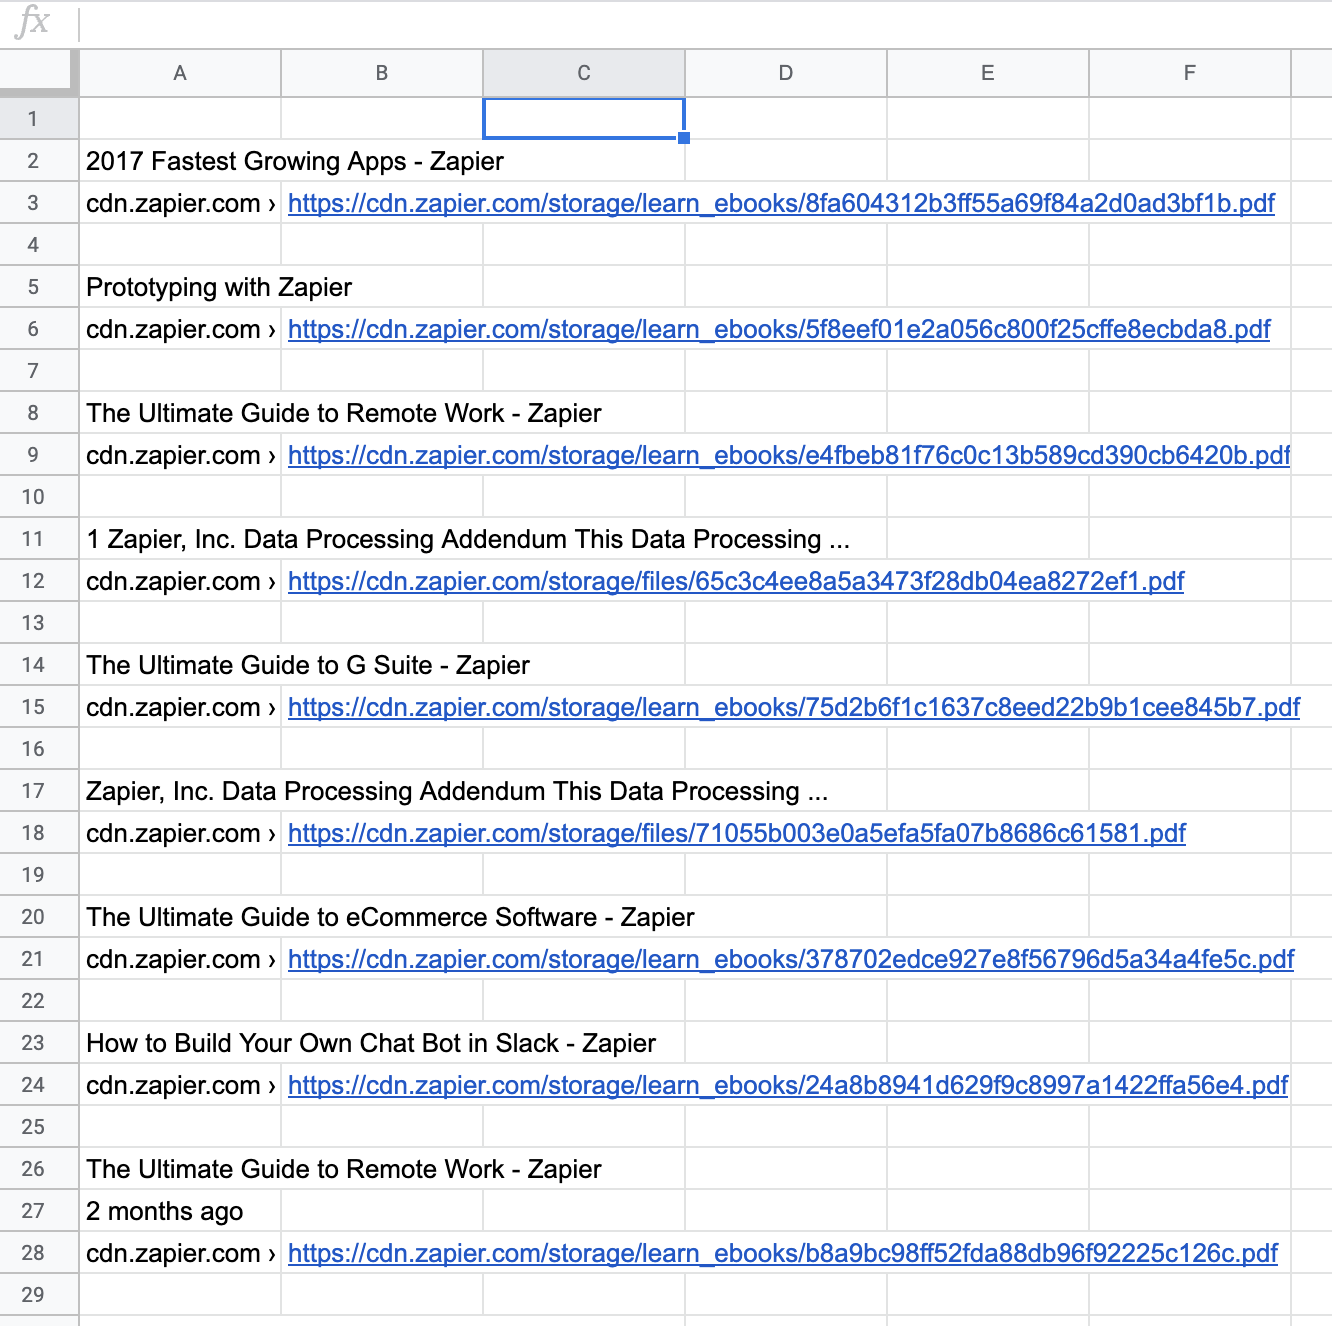 fx
A B C D E F
1
2 2017 Fastest Growing Apps - Zapier
3 cdn.zapier.com › https://cdn.zapier.com/storage/learn_ebooks/8fa604312b3ff55a69f84a2d0ad3bf1b.pdf
4
5 Prototyping with Zapier
6 cdn.zapier.com › https://cdn.zapier.com/storage/learn_ebooks/5f8eef01e2a056c800f25cffe8ecbda8.pdf
7
8 The Ultimate Guide to Remote Work - Zapier
9 cdn.zapier.com › https://cdn.zapier.com/storage/learn_ebooks/e4fbeb81f76c0c13b589cd390cb6420b.pdf
10
11 1 Zapier, Inc. Data Processing Addendum This Data Processing ...
12 cdn.zapier.com › https://cdn.zapier.com/storage/files/65c3c4ee8a5a3473f28db04ea8272ef1.pdf
13
14 The Ultimate Guide to G Suite - Zapier
15 cdn.zapier.com › https://cdn.zapier.com/storage/learn_ebooks/75d2b6f1c1637c8eed22b9b1cee845b7.pdf
16
17 Zapier, Inc. Data Processing Addendum This Data Processing ...
18 cdn.zapier.com › https://cdn.zapier.com/storage/files/71055b003e0a5efa5fa07b8686c61581.pdf
19
20 The Ultimate Guide to eCommerce Software - Zapier
21 cdn.zapier.com › https://cdn.zapier.com/storage/learn_ebooks/378702edce927e8f56796d5a34a4fe5c.pdf
22
23 How to Build Your Own Chat Bot in Slack - Zapier
24 cdn.zapier.com › https://cdn.zapier.com/storage/learn_ebooks/24a8b8941d629f9c8997a1422ffa56e4.pdf
25
26 The Ultimate Guide to Remote Work - Zapier
27 2 months ago
28 cdn.zapier.com › https://cdn.zapier.com/storage/learn_ebooks/b8a9bc98ff52fda88db96f92225c126c.pdf
29